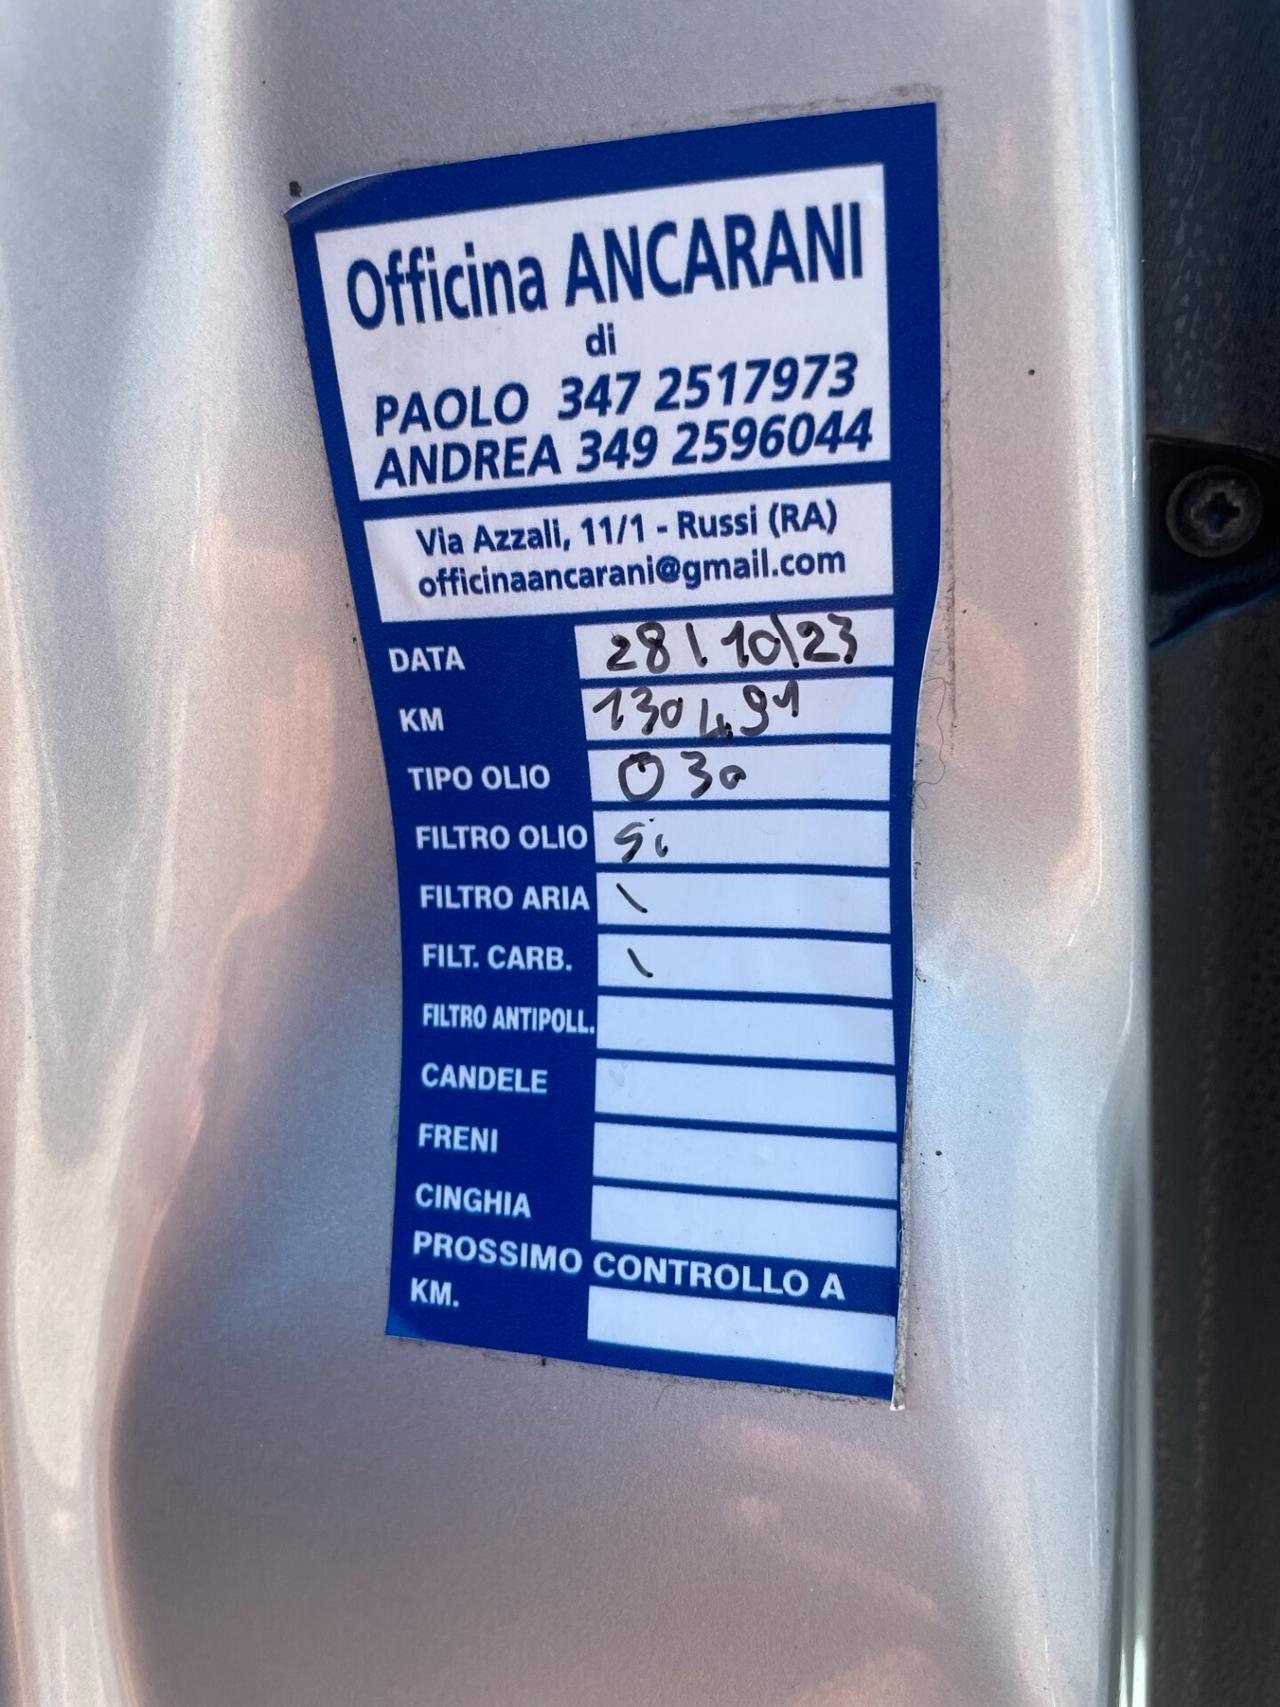 Officina ANCARANI
di
PAOLO 347 2517973
ANDREA 349 2596044
Via Azzali, 11/1 - Russi (RA)
officinaancarani@gmail.com
DATA 28\10\23
KM 130491
TIPO OLIO 030
FILTRO OLIO Si
FILTRO ARIA \
FILT. CARB. \
FILTRO ANTIPOLL.
CANDELE
FRENI
CINGHIA
PROSSIMO CONTROLLO A
KM.